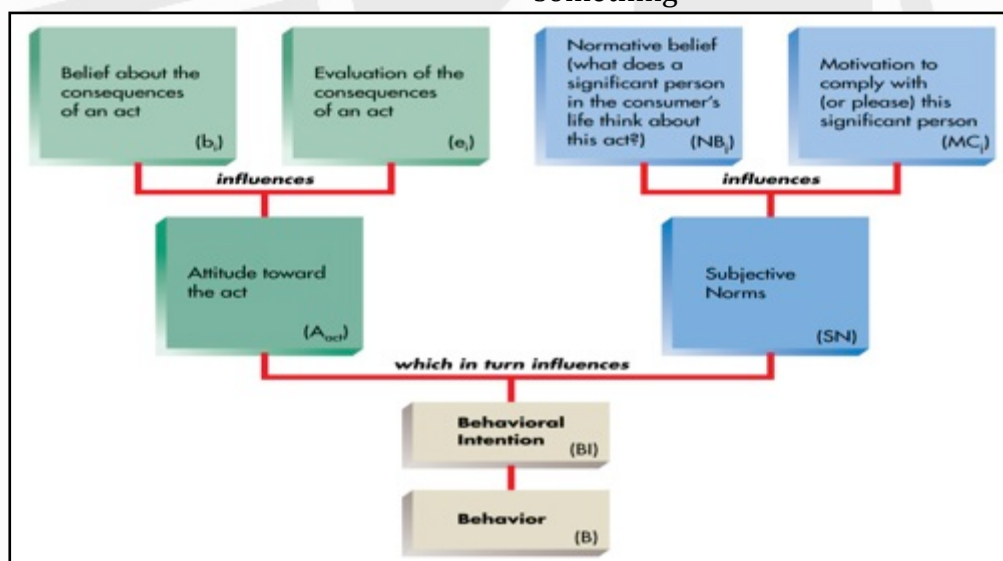 Belief about the
consequences
of an act
(bᵢ)
Evaluation of the
consequences
of an act
(eᵢ)
Normative belief
(what does a
significant person
in the consumer's
life think about
this act?) (NBⱼ)
Motivation to
comply with
(or please) this
significant person
(MCⱼ)
influences
influences
Attitude toward
the act
(Aact)
Subjective
Norms
(SN)
which in turn influences
Behavioral
Intention
(BI)
Behavior
(B)